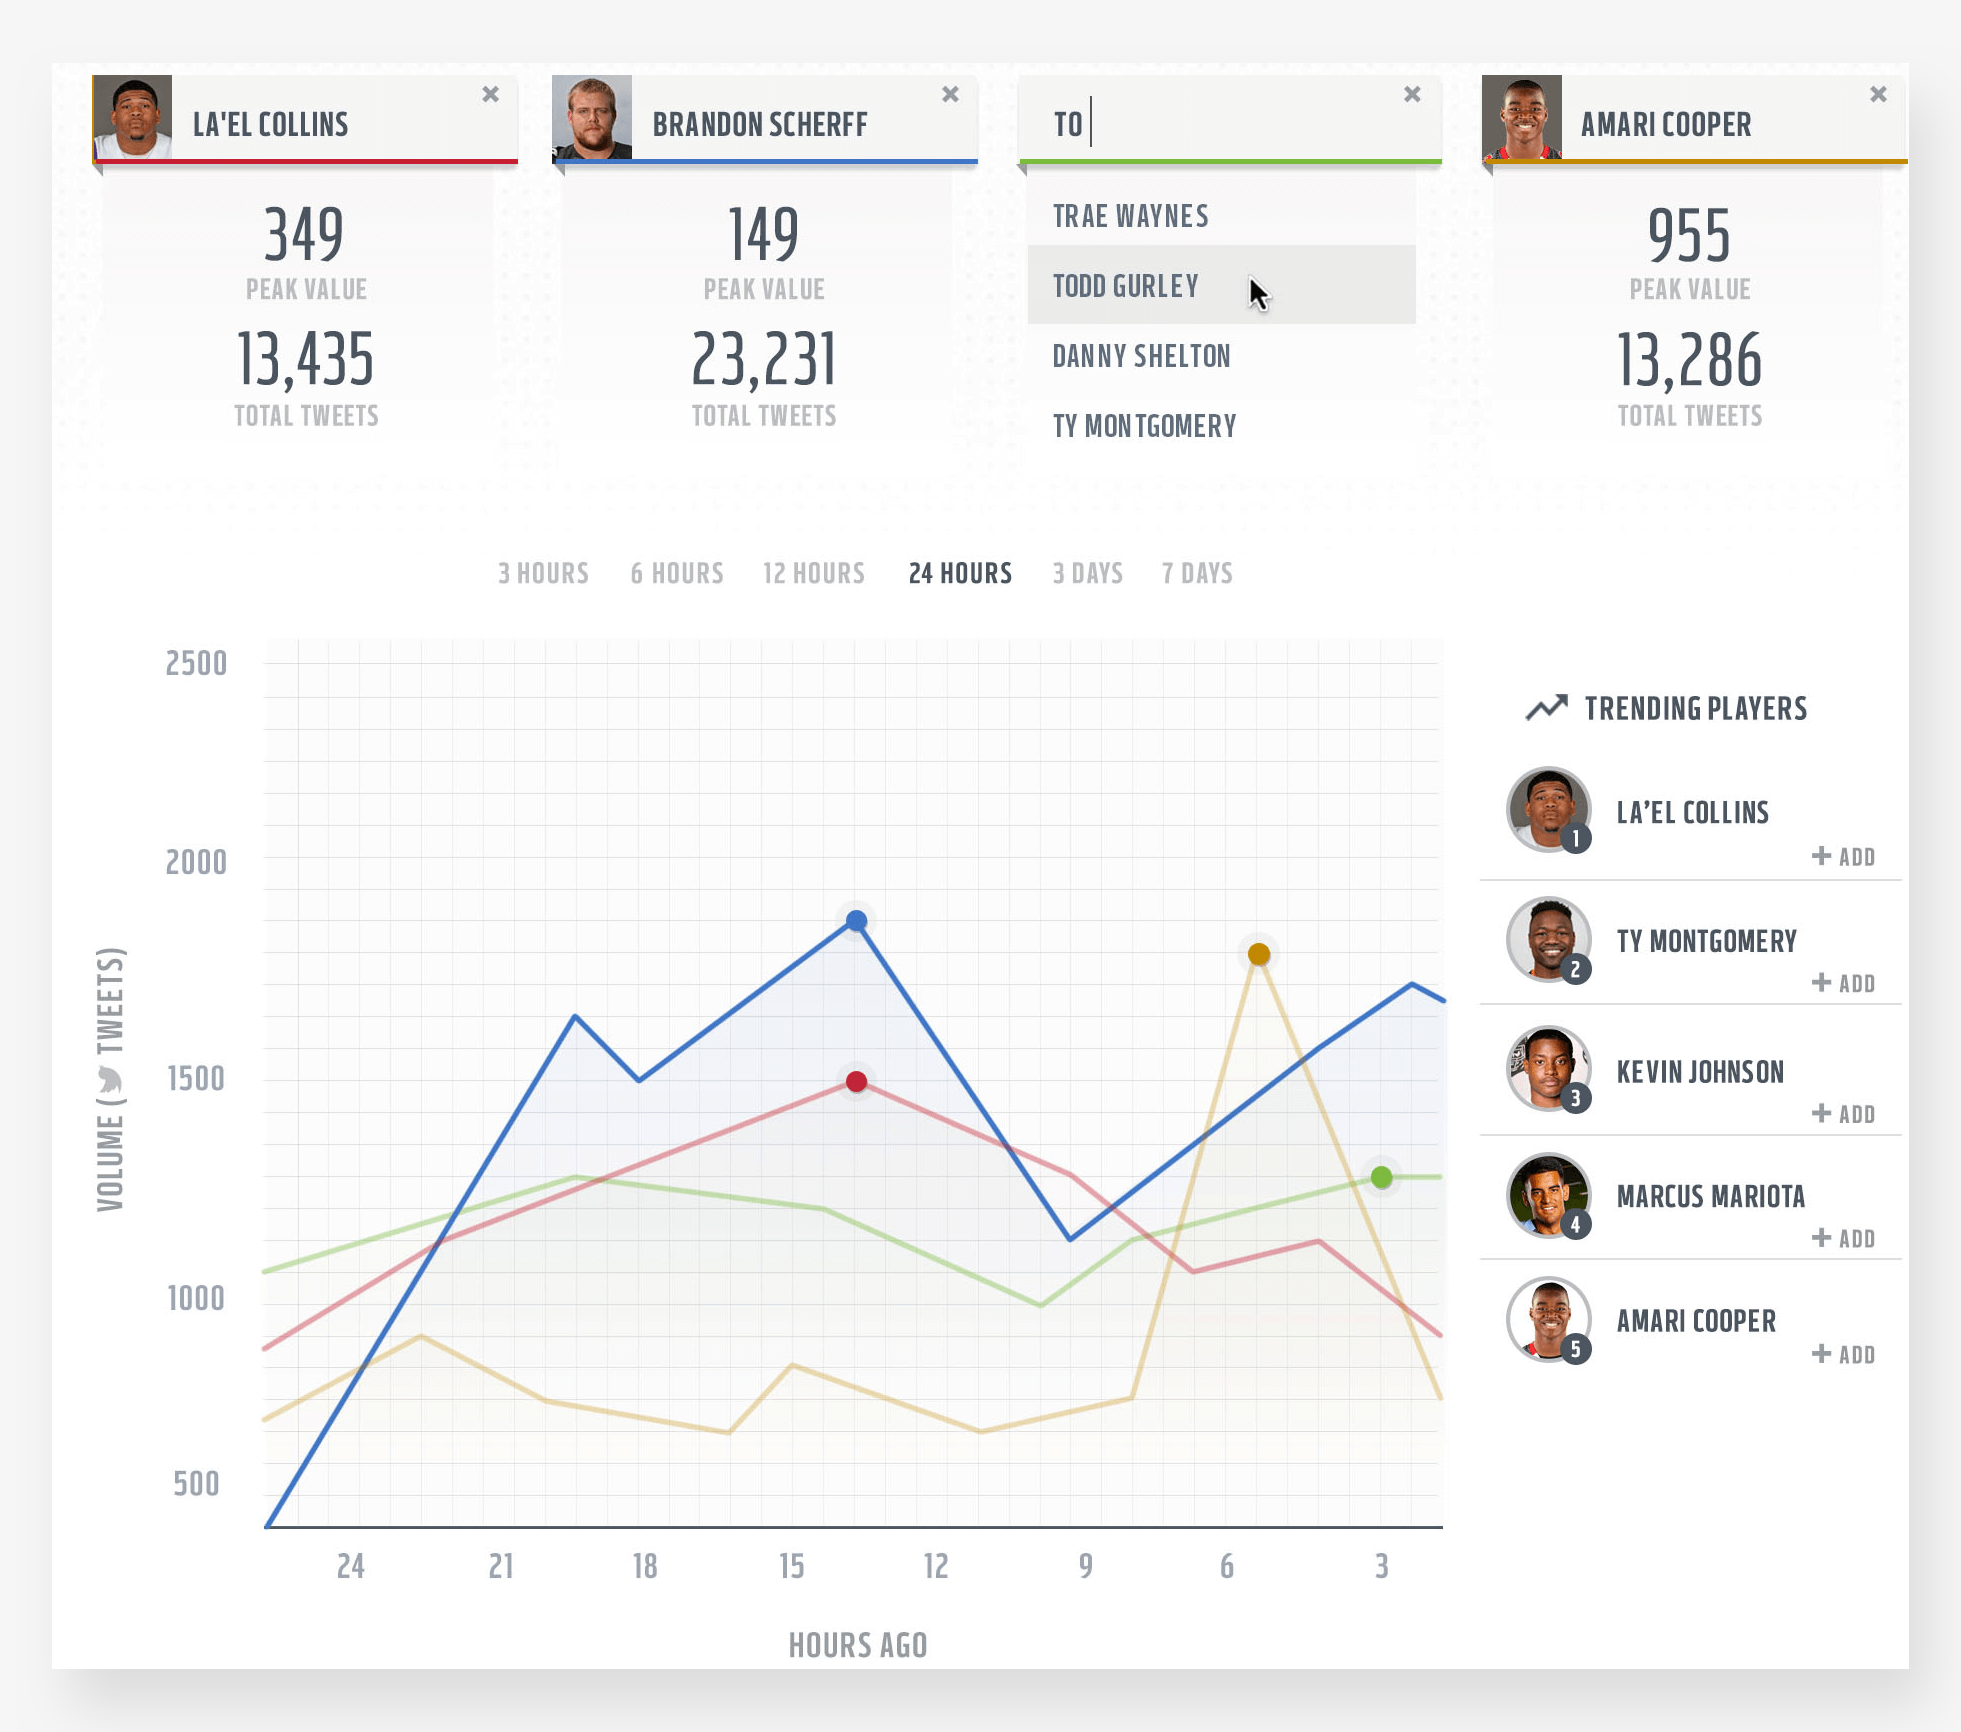 LA'EL COLLINS
BRANDON SCHERFF
TO
AMARI COOPER
349
PEAK VALUE
13,435
TOTAL TWEETS
149
PEAK VALUE
23,231
TOTAL TWEETS
TRAE WAYNES
TODD GURLEY
DANNY SHELTON
TY MONTGOMERY
955
PEAK VALUE
13,286
TOTAL TWEETS
3 HOURS 6 HOURS 12 HOURS 24 HOURS 3 DAYS 7 DAYS
2500
2000
1500
1000
500
VOLUME ( TWEETS)
24 21 18 15 12 9 6 3
HOURS AGO
TRENDING PLAYERS
LA’EL COLLINS
1
+ ADD
TY MONTGOMERY
2
+ ADD
KEVIN JOHNSON
3
+ ADD
MARCUS MARIOTA
4
+ ADD
AMARI COOPER
5
+ ADD